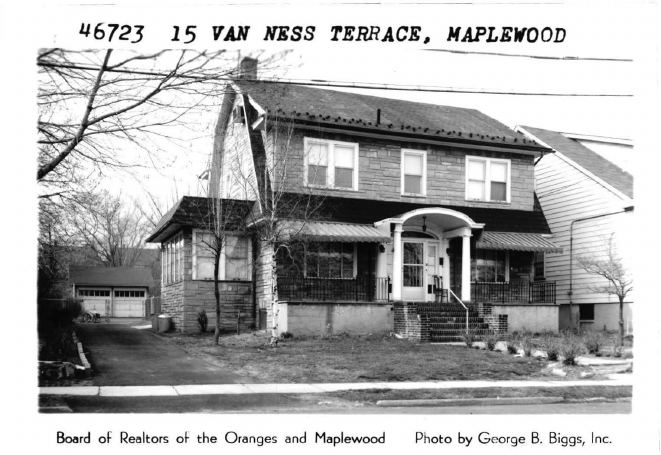 46723 15 VAN NESS TERRACE, MAPLEWOOD
Board of Realtors of the Oranges and Maplewood Photo by George B. Biggs, Inc.